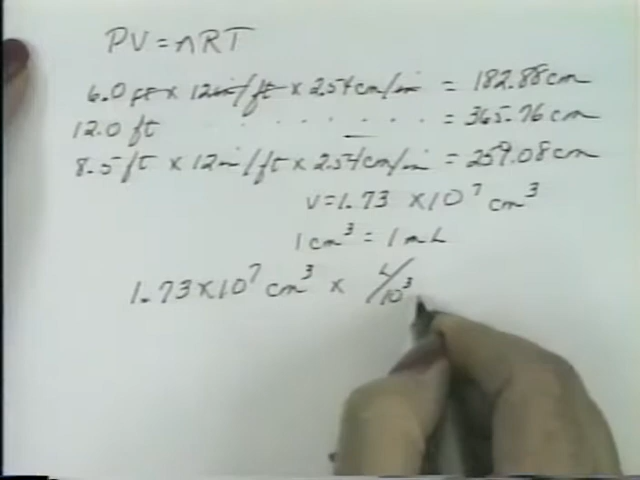 PV = nRT
6.0 ft x 12 in/ft x 2.54 cm/in = 182.88 cm
12.0 ft . . . . . . . = 365.76 cm
8.5 ft x 12 in/ft x 2.54 cm/in = 259.08 cm
V = 1.73 x 10⁷ cm³
1 cm³ = 1 mL
1.73 x 10⁷ cm³ x L/10³